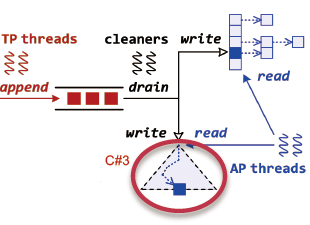 TP threads
cleaners
write
append
drain
read
write
read
C#3
AP threads